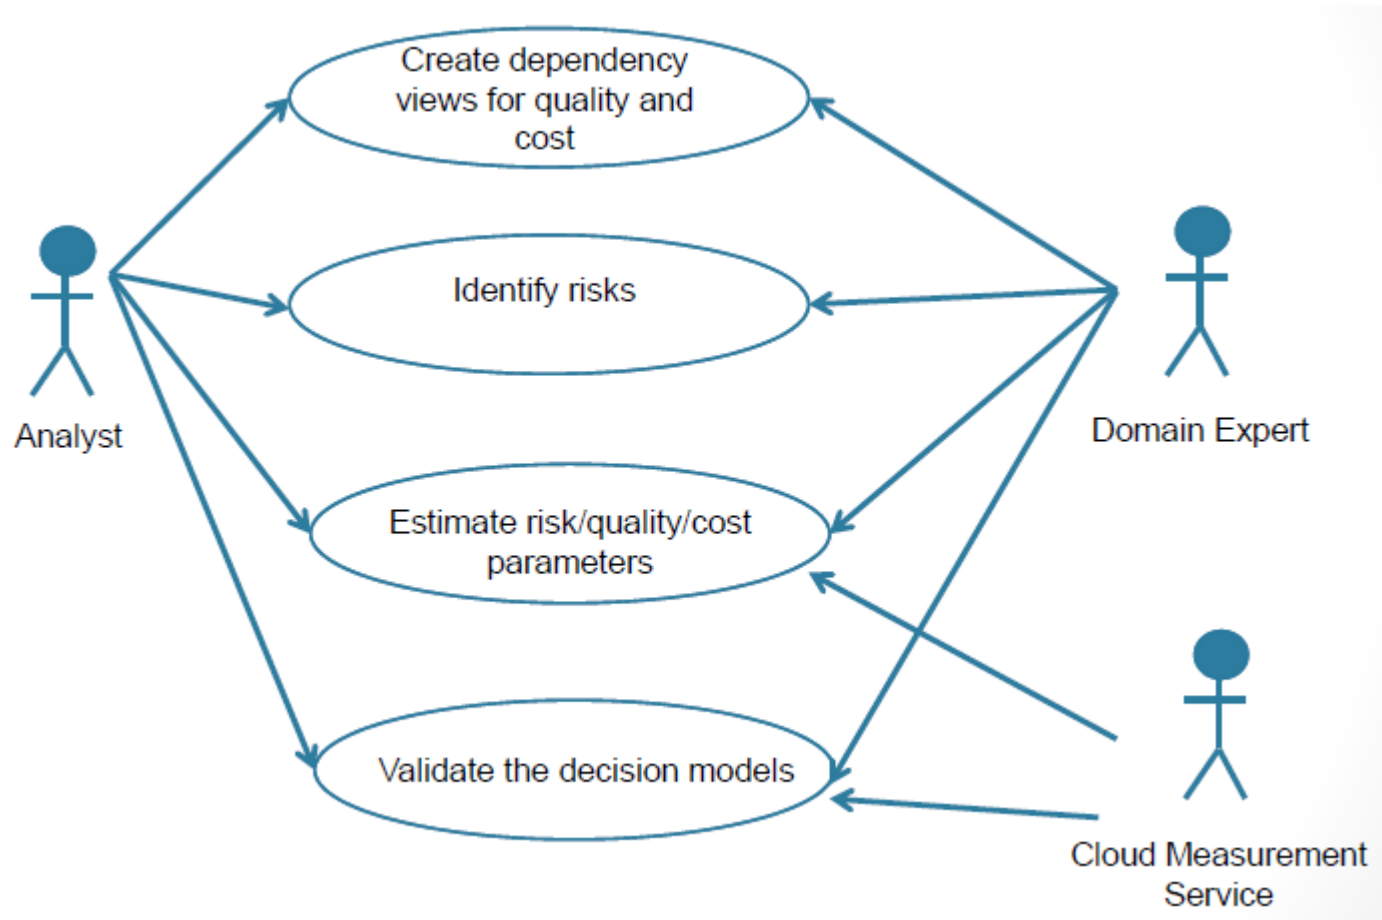 Create dependency
views for quality and
cost
Identify risks
Analyst
Domain Expert
Estimate risk/quality/cost
parameters
Validate the decision models
Cloud Measurement
Service